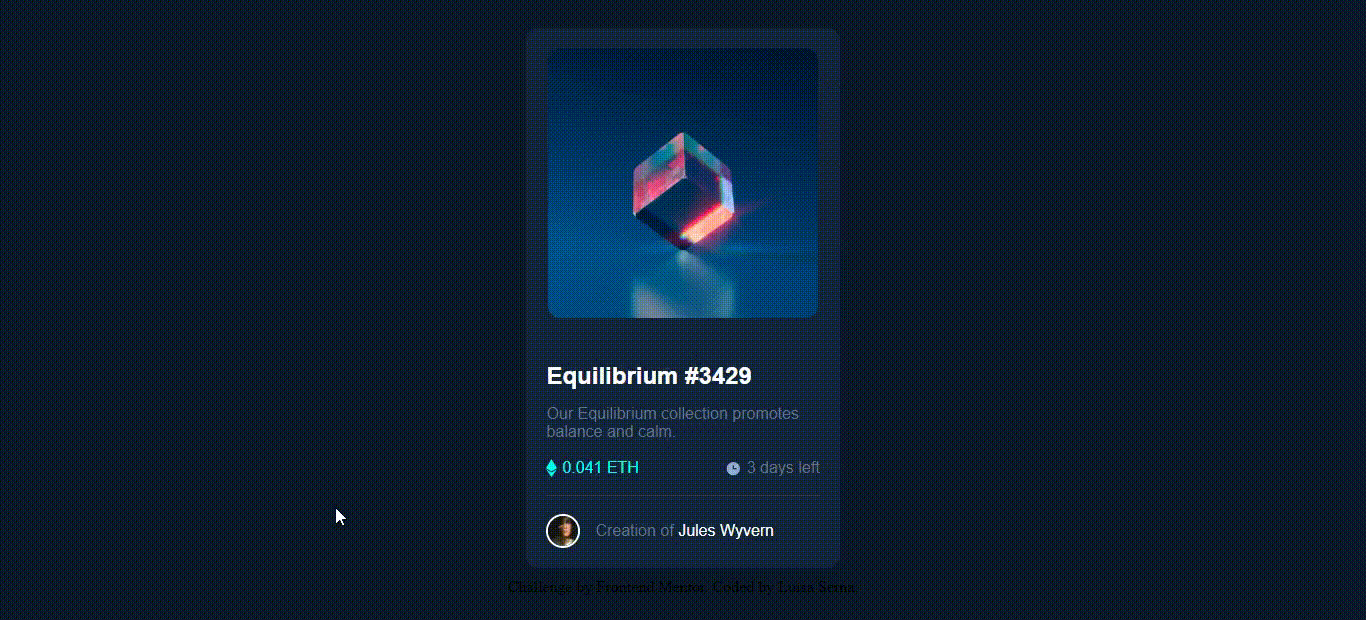 Equilibrium #3429
Our Equilibrium collection promotes
balance and calm.
0.041 ETH
3 days left
Creation of Jules Wyvern
Challenge by Frontend Mentor. Coded by Luisa Serna.